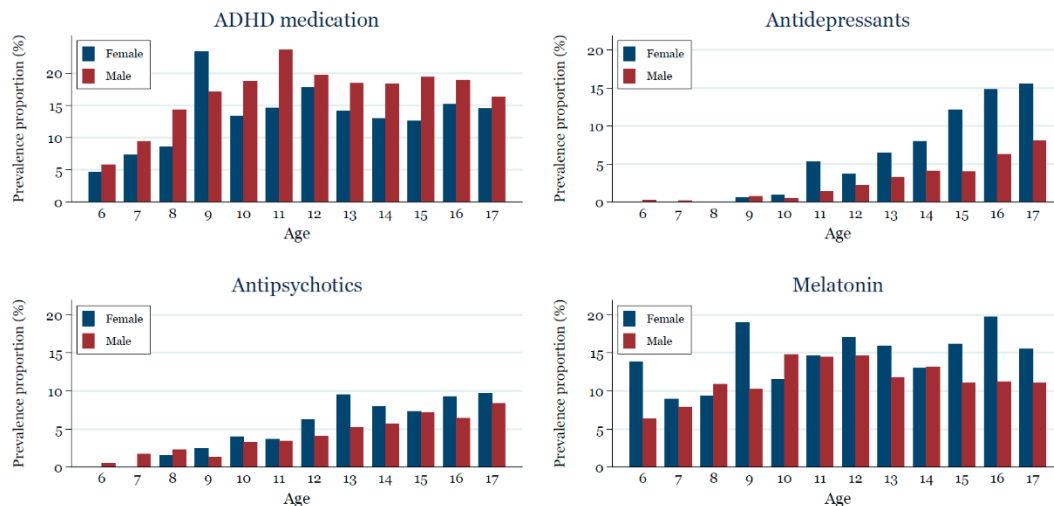 ADHD medication
Prevalence proportion (%)
20
15
10
5
0
Female
Male
6 7 8 9 10 11 12 13 14 15 16 17
Age
Antidepressants
Prevalence proportion (%)
20
15
10
5
0
Female
Male
6 7 8 9 10 11 12 13 14 15 16 17
Age
Antipsychotics
Prevalence proportion (%)
20
15
10
5
0
Female
Male
6 7 8 9 10 11 12 13 14 15 16 17
Age
Melatonin
Prevalence proportion (%)
20
15
10
5
0
Female
Male
6 7 8 9 10 11 12 13 14 15 16 17
Age